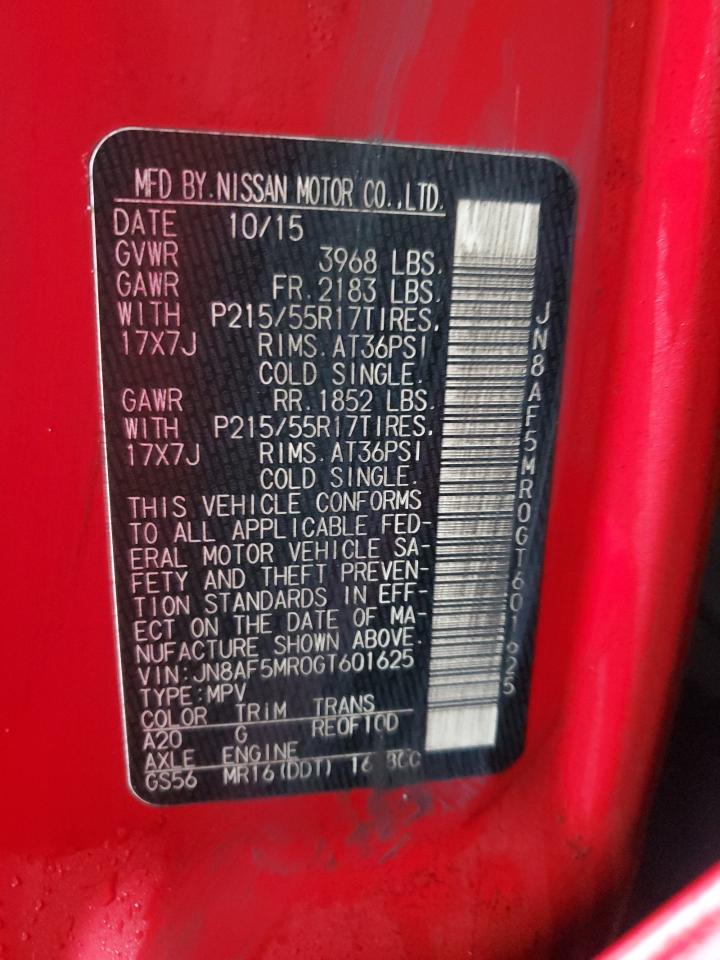 MFD BY.NISSAN MOTOR CO.,LTD.
DATE 10/15
GVWR 3968 LBS.
GAWR FR.2183 LBS.
WITH P215/55R17TIRES,
17X7J RIMS.AT36PSI
COLD SINGLE.
GAWR RR.1852 LBS.
WITH P215/55R17TIRES,
17X7J RIMS.AT36PSI
COLD SINGLE.
THIS VEHICLE CONFORMS
TO ALL APPLICABLE FED-
ERAL MOTOR VEHICLE SA-
FETY AND THEFT PREVEN-
TION STANDARDS IN EFF-
ECT ON THE DATE OF MA-
NUFACTURE SHOWN ABOVE.
VIN:JN8AF5MR0GT601625
TYPE:MPV
COLOR TRIM TRANS
A20 G RE0F10D
AXLE ENGINE
GS56 MR16(DDT)
JN8AF5MR0GT601625